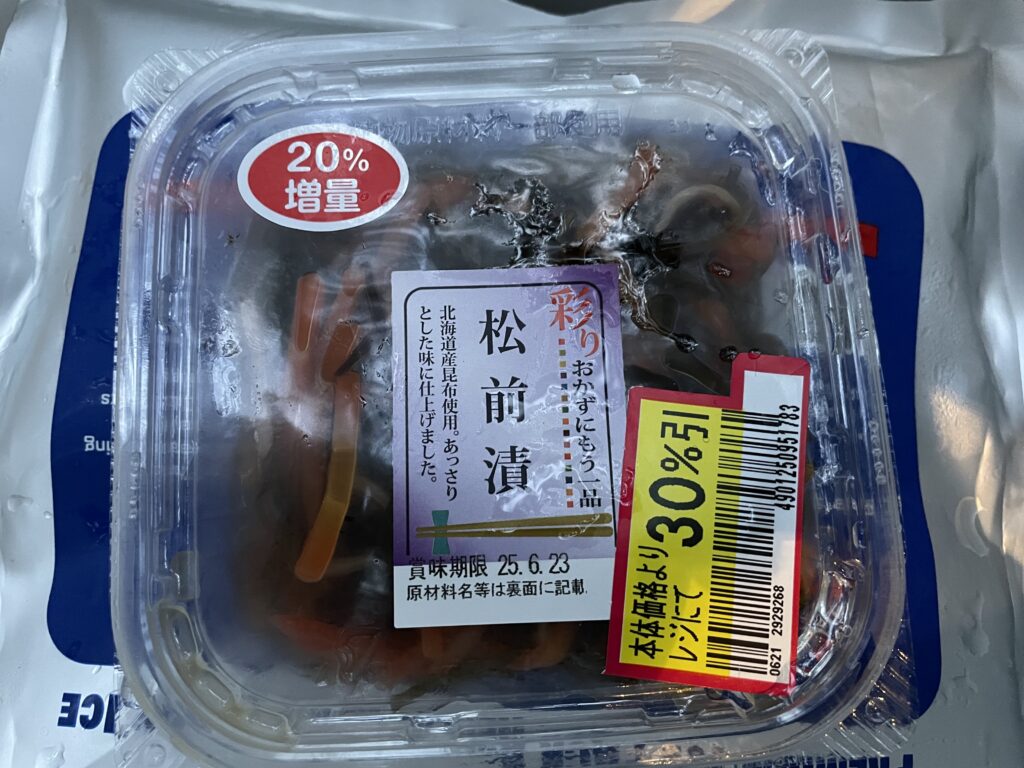 20%
増量
彩りおかずにもう一品
松前漬
北海道産昆布使用。あっさり
とした味に仕上げました。
賞味期限 25.6.23
原材料名等は裏面に記載
本体価格より
レジにて
30%引
4901250951783
0621 2929268
ICE